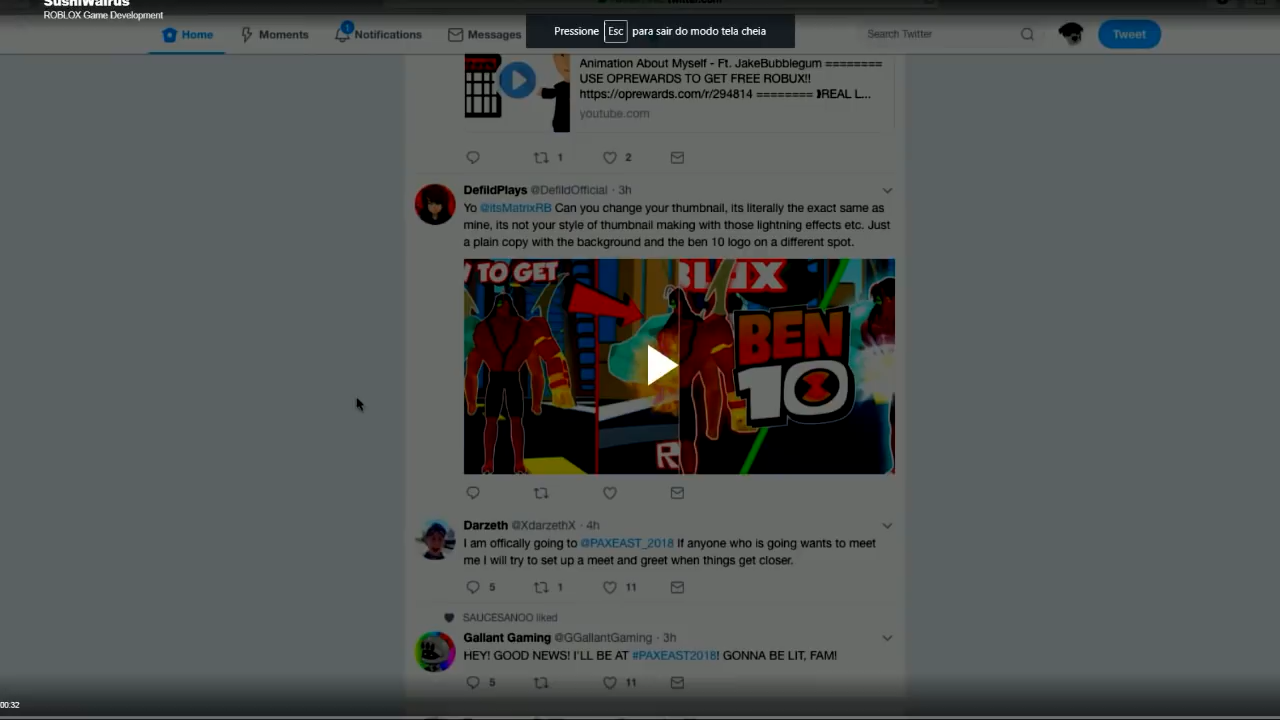 SushiWalrus
ROBLOX Game Development
Home
Moments
1
Notifications
Messages
Pressione Esc para sair do modo tela cheia
Search Twitter
Tweet
Animation About Myself - Ft. JakeBubblegum ========
USE OPREWARDS TO GET FREE ROBUX!!
https://oprewards.com/r/294814 ======== REAL L...
youtube.com
1 2
DefildPlays @DefildOfficial · 3h
Yo @itsMatrixRB Can you change your thumbnail, its literally the exact same as
mine, its not your style of thumbnail making with those lightning effects etc. Just
a plain copy with the background and the ben 10 logo on a different spot.
TO GET
BLOX
BEN
10
R
Darzeth @XdarzethX · 4h
I am offically going to @PAXEAST_2018 If anyone who is going wants to meet
me I will try to set up a meet and greet when things get closer.
5 1 11
SAUCESANOO liked
Gallant Gaming @GGallantGaming · 3h
HEY! GOOD NEWS! I'LL BE AT #PAXEAST2018! GONNA BE LIT, FAM!
5 11
00:32